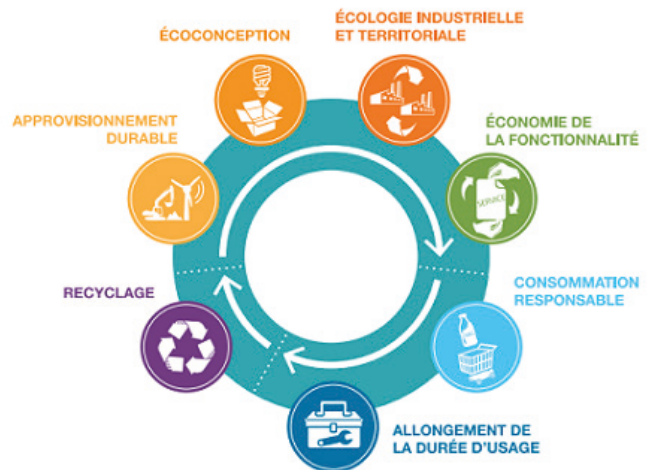 ÉCOCONCEPTION
ÉCOLOGIE INDUSTRIELLE
ET TERRITORIALE
APPROVISIONNEMENT
DURABLE
ÉCONOMIE DE
LA FONCTIONNALITÉ
SERVICE
RECYCLAGE
CONSOMMATION
RESPONSABLE
ALLONGEMENT DE
LA DURÉE D'USAGE